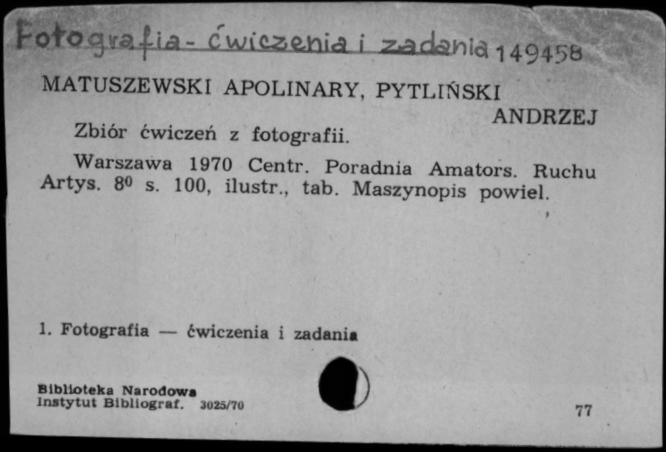 Fotografia - ćwiczenia i zadania 149458
MATUSZEWSKI APOLINARY, PYTLIŃSKI
ANDRZEJ
Zbiór ćwiczeń z fotografii.
Warszawa 1970 Centr. Poradnia Amators. Ruchu
Artys. 8⁰ s. 100, ilustr., tab. Maszynopis powiel.
1. Fotografia — ćwiczenia i zadania
Biblioteka Narodowa
Instytut Bibliograf. 3025/70
77